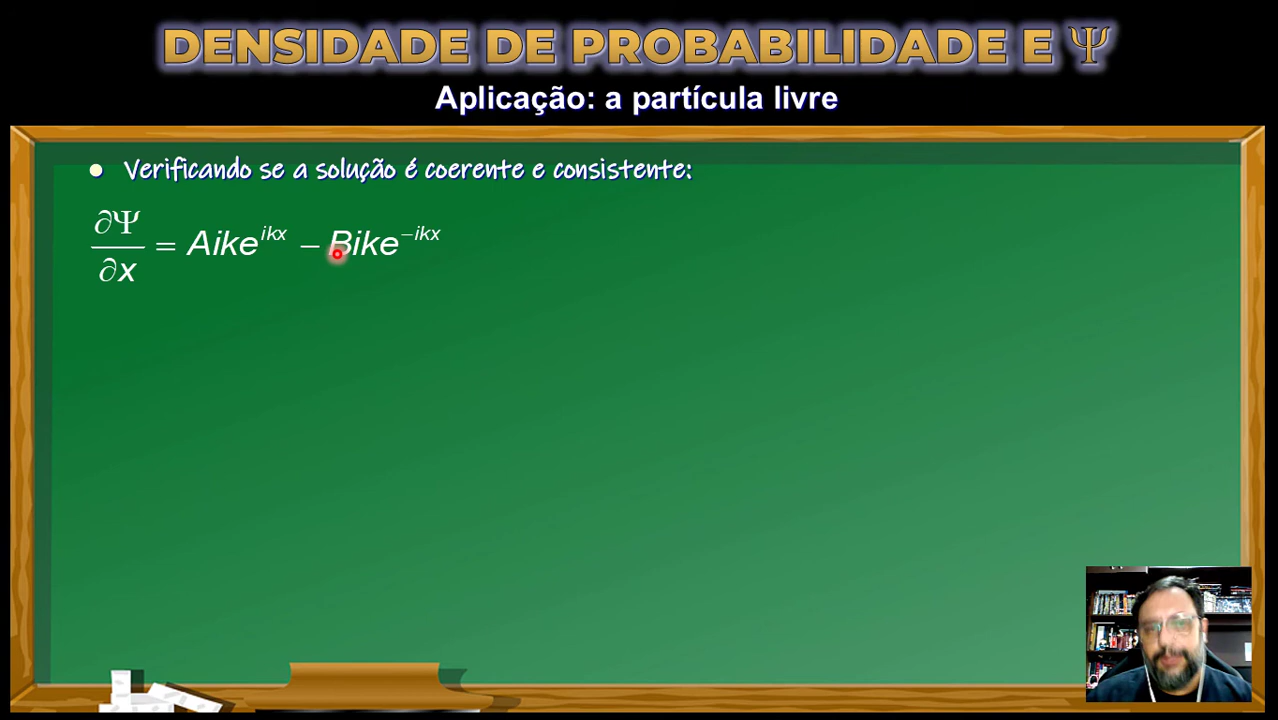 DENSIDADE DE PROBABILIDADE E Ψ
Aplicação: a partícula livre
• Verificando se a solução é coerente e consistente:
∂Ψ/∂x = Aike^{ikx} − Bike^{−ikx}